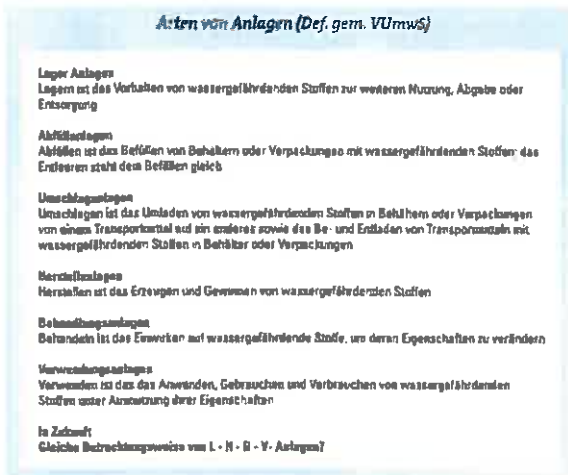 Arten von Anlagen (Def. gem. VUmwS)
Lager Anlagen
Lagern ist das Vorhalten von wassergefährdenden Stoffen zur weiteren Nutzung, Abgabe oder
Entsorgung
Abfüllanlagen
Abfüllen ist das Befüllen von Behältern oder Verpackungen mit wassergefährdenden Stoffen; das
Entleeren steht dem Befüllen gleich
Umschlaganlagen
Umschlagen ist das Umladen von wassergefährdenden Stoffen in Behältern oder Verpackungen
von einem Transportmittel auf ein anderes sowie das Be- und Entladen von Transportmitteln mit
wassergefährdenden Stoffen in Behälter oder Verpackungen
Herstellanlagen
Herstellen ist das Erzeugen und Gewinnen von wassergefährdenden Stoffen
Behandlungsanlagen
Behandeln ist das Einwirken auf wassergefährdende Stoffe, um deren Eigenschaften zu verändern
Verwendungsanlagen
Verwenden ist das das Anwenden, Gebrauchen und Verbrauchen von wassergefährdenden
Stoffen unter Ausnutzung ihrer Eigenschaften
In Zukunft
Gleiche Betrachtungsweise von L - H - B - V- Anlagen?